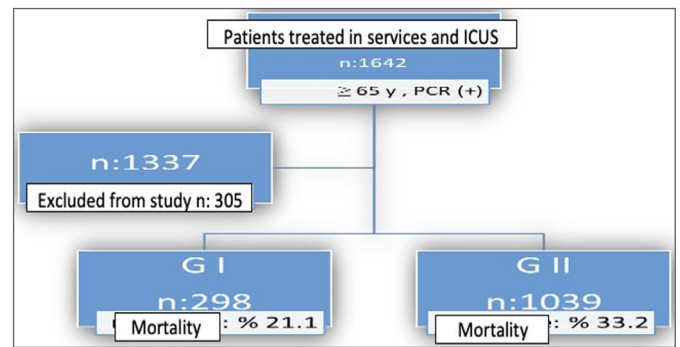 Patients treated in services and ICUS
n:1642
≥ 65 y , PCR (+)
n:1337
Excluded from study n: 305
G I
n:298
Mortality : % 21.1
G II
n:1039
Mortality e: % 33.2